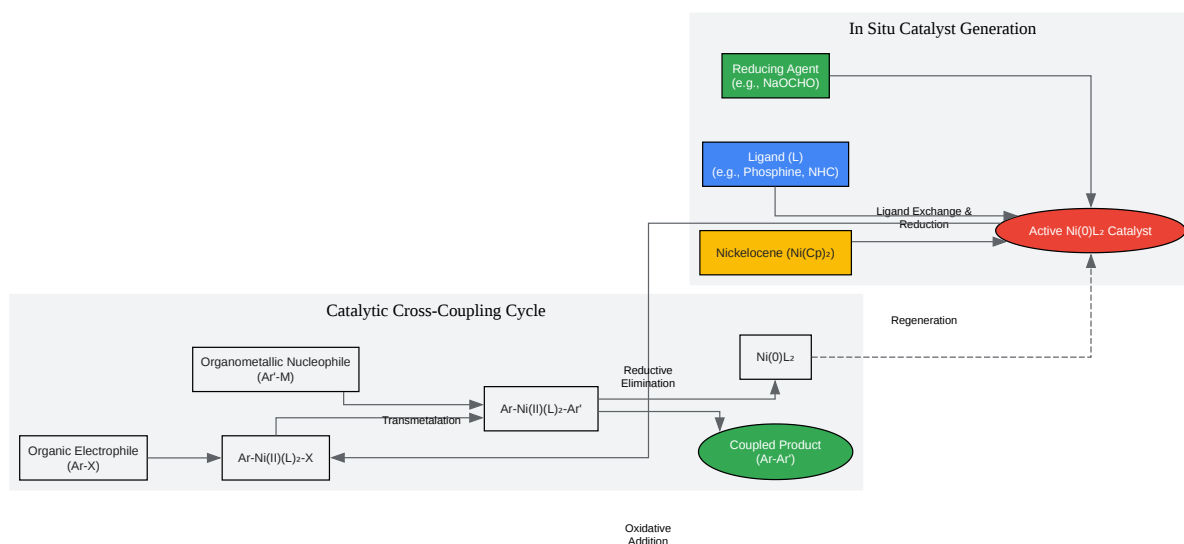 In Situ Catalyst Generation
Reducing Agent
(e.g., NaOCHO)
Ligand (L)
(e.g., Phosphine, NHC)
Ligand Exchange &
Reduction
Active Ni(0)L₂ Catalyst
Nickelocene (Ni(Cp)₂)
Catalytic Cross-Coupling Cycle
Regeneration
Organometallic Nucleophile
(Ar'-M)
Ni(0)L₂
Reductive
Elimination
Ar-Ni(II)(L)₂-Ar'
Transmetalation
Organic Electrophile
(Ar-X)
Ar-Ni(II)(L)₂-X
Coupled Product
(Ar-Ar')
Oxidative
Addition